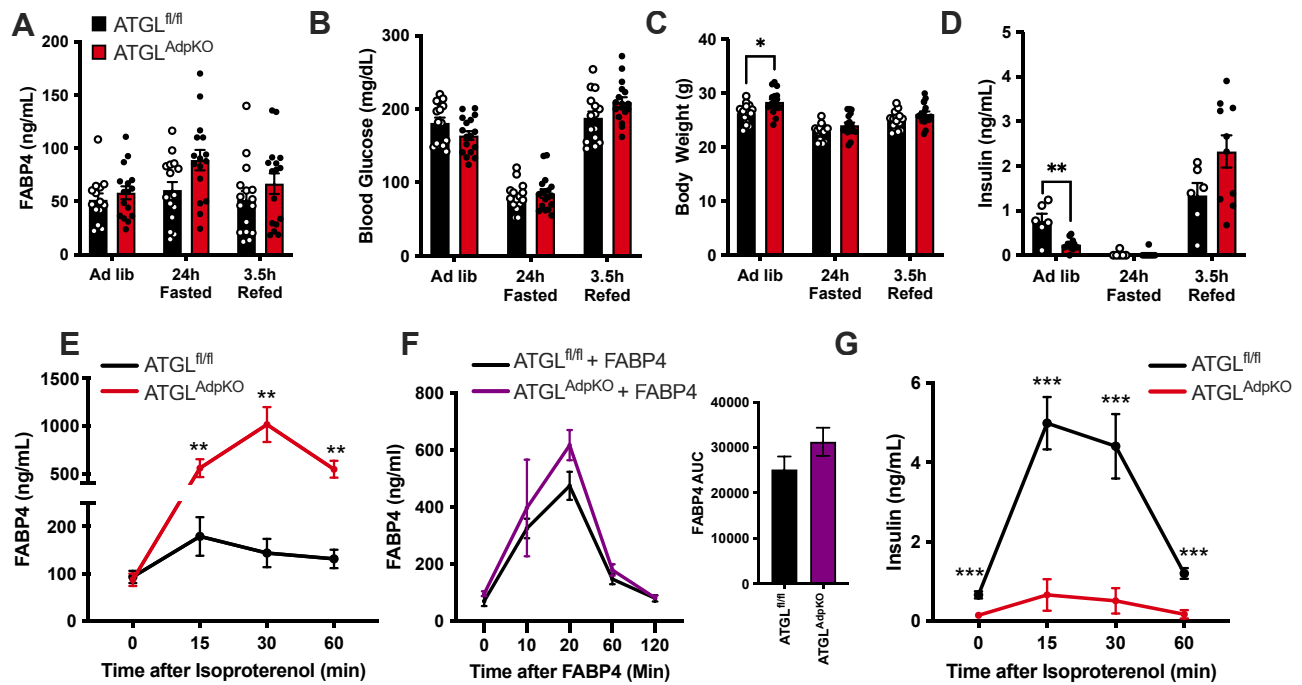 A
ATGL^fl/fl
ATGL^AdpKO
FABP4 (ng/mL)
200
150
100
50
0
Ad lib
24h
Fasted
3.5h
Refed
B
Blood Glucose (mg/dL)
300
200
100
0
Ad lib
24h
Fasted
3.5h
Refed
C
Body Weight (g)
40
30
20
10
0
*
Ad lib
24h
Fasted
3.5h
Refed
D
Insulin (ng/mL)
5
4
3
2
1
0
**
Ad lib
24h
Fasted
3.5h
Refed
E
ATGL^fl/fl
ATGL^AdpKO
FABP4 (ng/mL)
1500
1000
500
200
100
0
**
**
**
0
15
30
60
Time after Isoproterenol (min)
F
ATGL^fl/fl + FABP4
ATGL^AdpKO + FABP4
FABP4 (ng/ml)
800
600
400
200
0
0
10
20
60
120
Time after FABP4 (Min)
FABP4 AUC
40000
30000
20000
10000
0
ATGL^fl/fl
ATGL^AdpKO
G
ATGL^fl/fl
ATGL^AdpKO
Insulin (ng/mL)
6
4
2
0
***
***
***
***
0
15
30
60
Time after Isoproterenol (min)